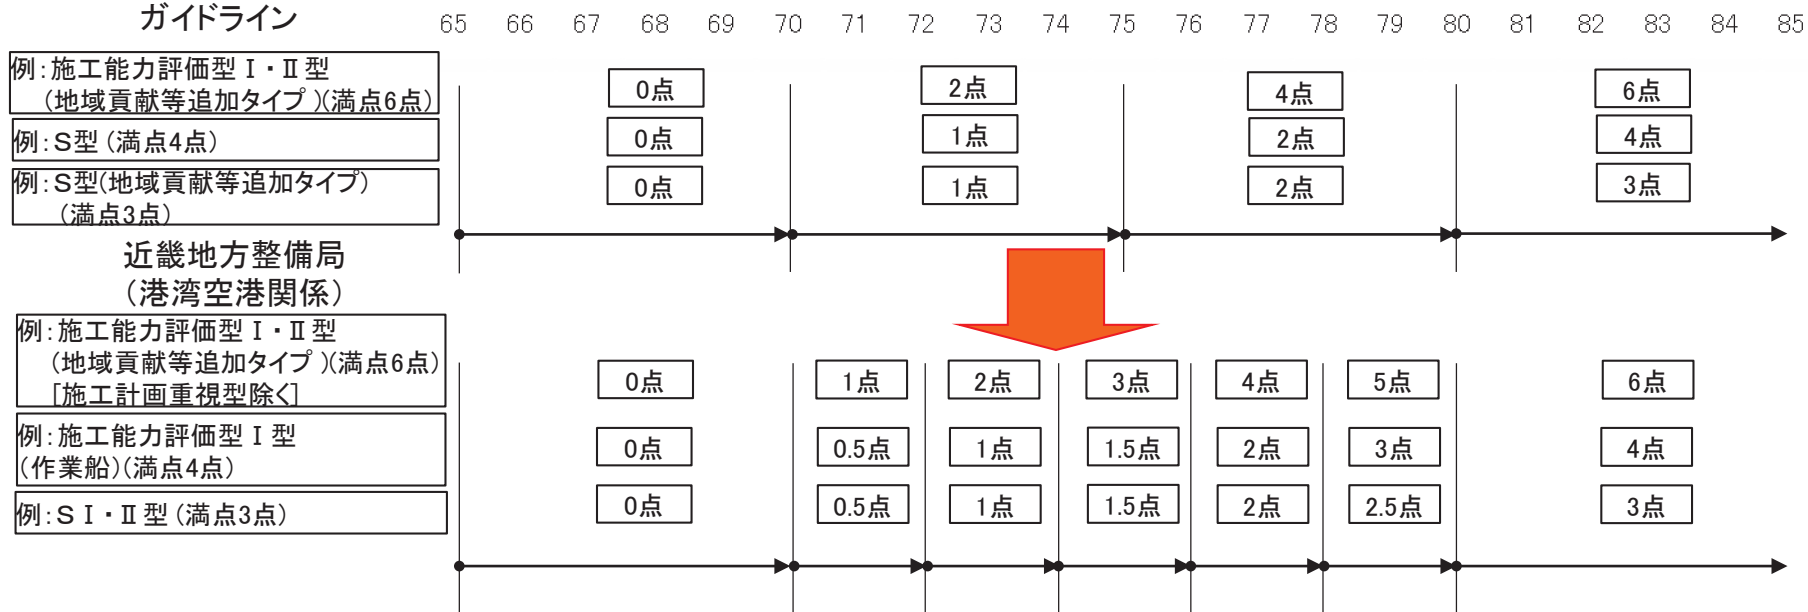 ガイドライン 65 66 67 68 69 70 71 72 73 74 75 76 77 78 79 80 81 82 83 84 85
例：施工能力評価型Ⅰ・Ⅱ型
（地域貢献等追加タイプ）（満点6点） 0点 2点 4点 6点
例：S型（満点4点） 0点 1点 2点 4点
例：S型（地域貢献等追加タイプ） 0点 1点 2点 3点
（満点3点）
近畿地方整備局
（港湾空港関係）
例：施工能力評価型Ⅰ・Ⅱ型
（地域貢献等追加タイプ）（満点6点） 0点 1点 2点 3点 4点 5点 6点
［施工計画重視型除く］
例：施工能力評価型Ⅰ型 0点 0.5点 1点 1.5点 2点 3点 4点
（作業船）（満点4点）
例：SⅠ・Ⅱ型（満点3点） 0点 0.5点 1点 1.5点 2点 2.5点 3点